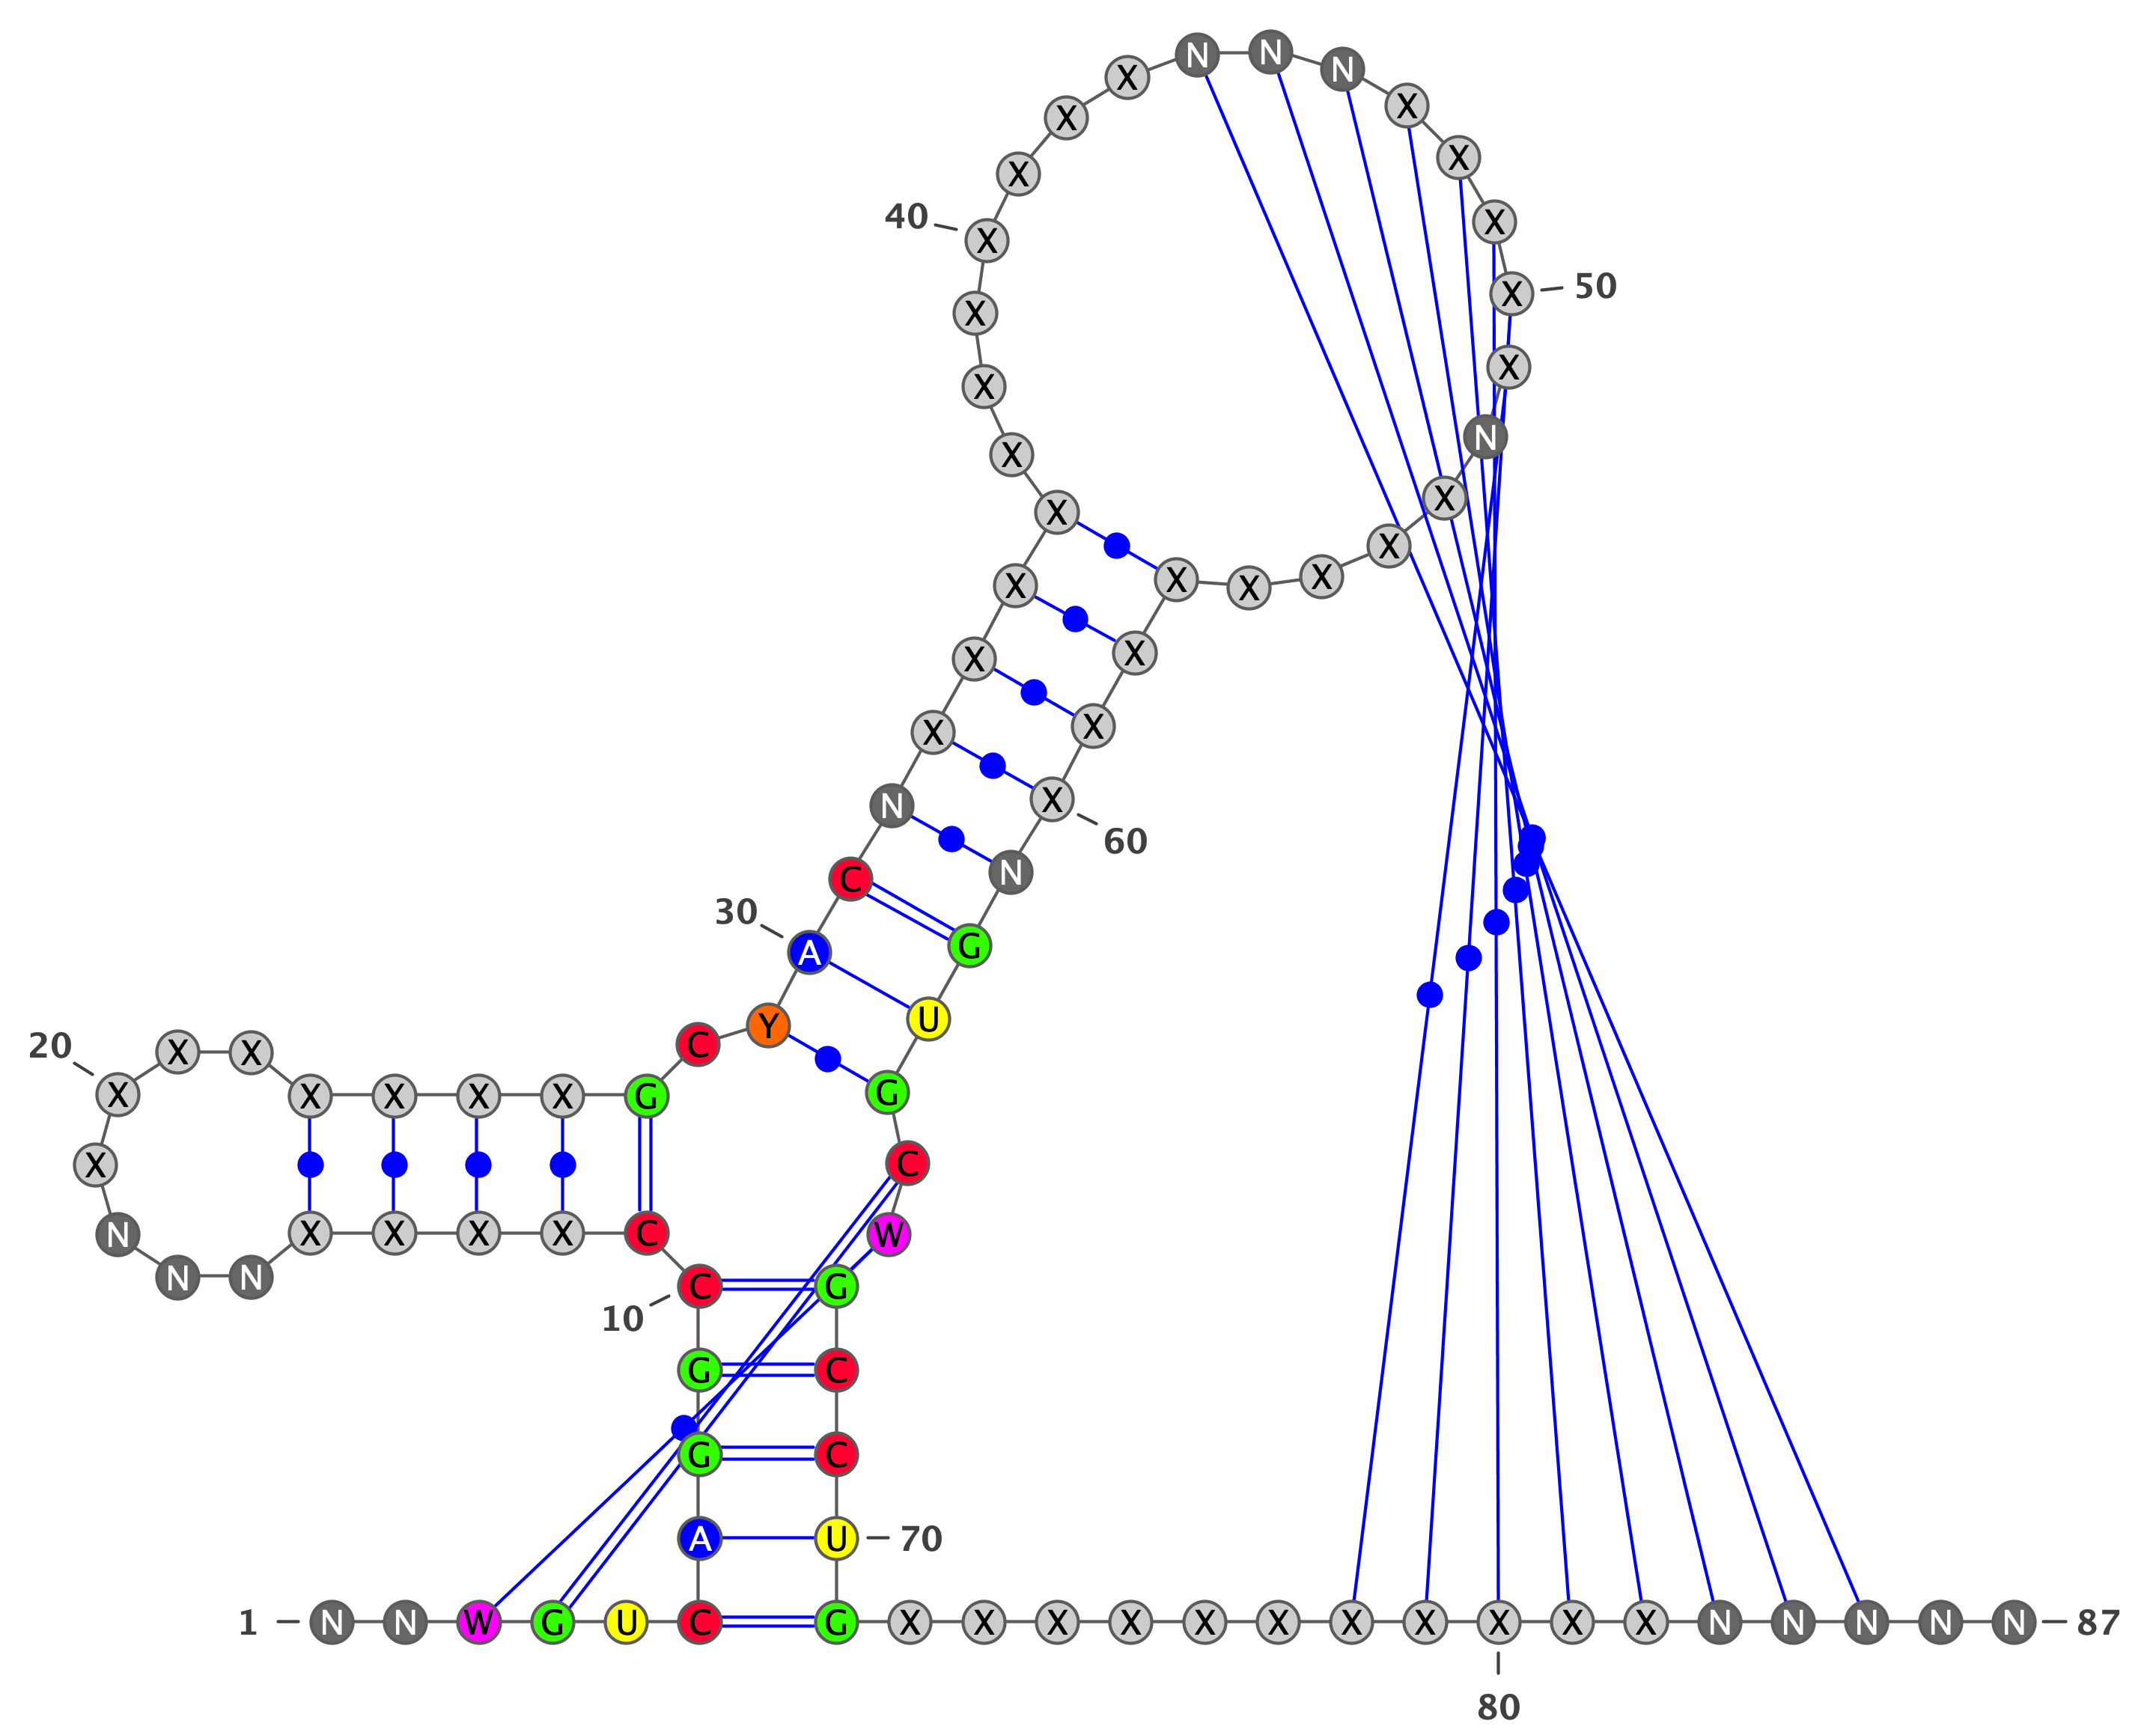 X N N N
X X
X X
40 X X
X X 50
X X
X N
X X
X X X X X
X X
X X
N X
60
C N
30
A G
20 C Y U
X X
X X X X X G G
X C
N X X X X C W
N N C G
10
G C
G C
A U 70
1 N N W G U C G X X X X X X X X X X X N N N N N 87
80